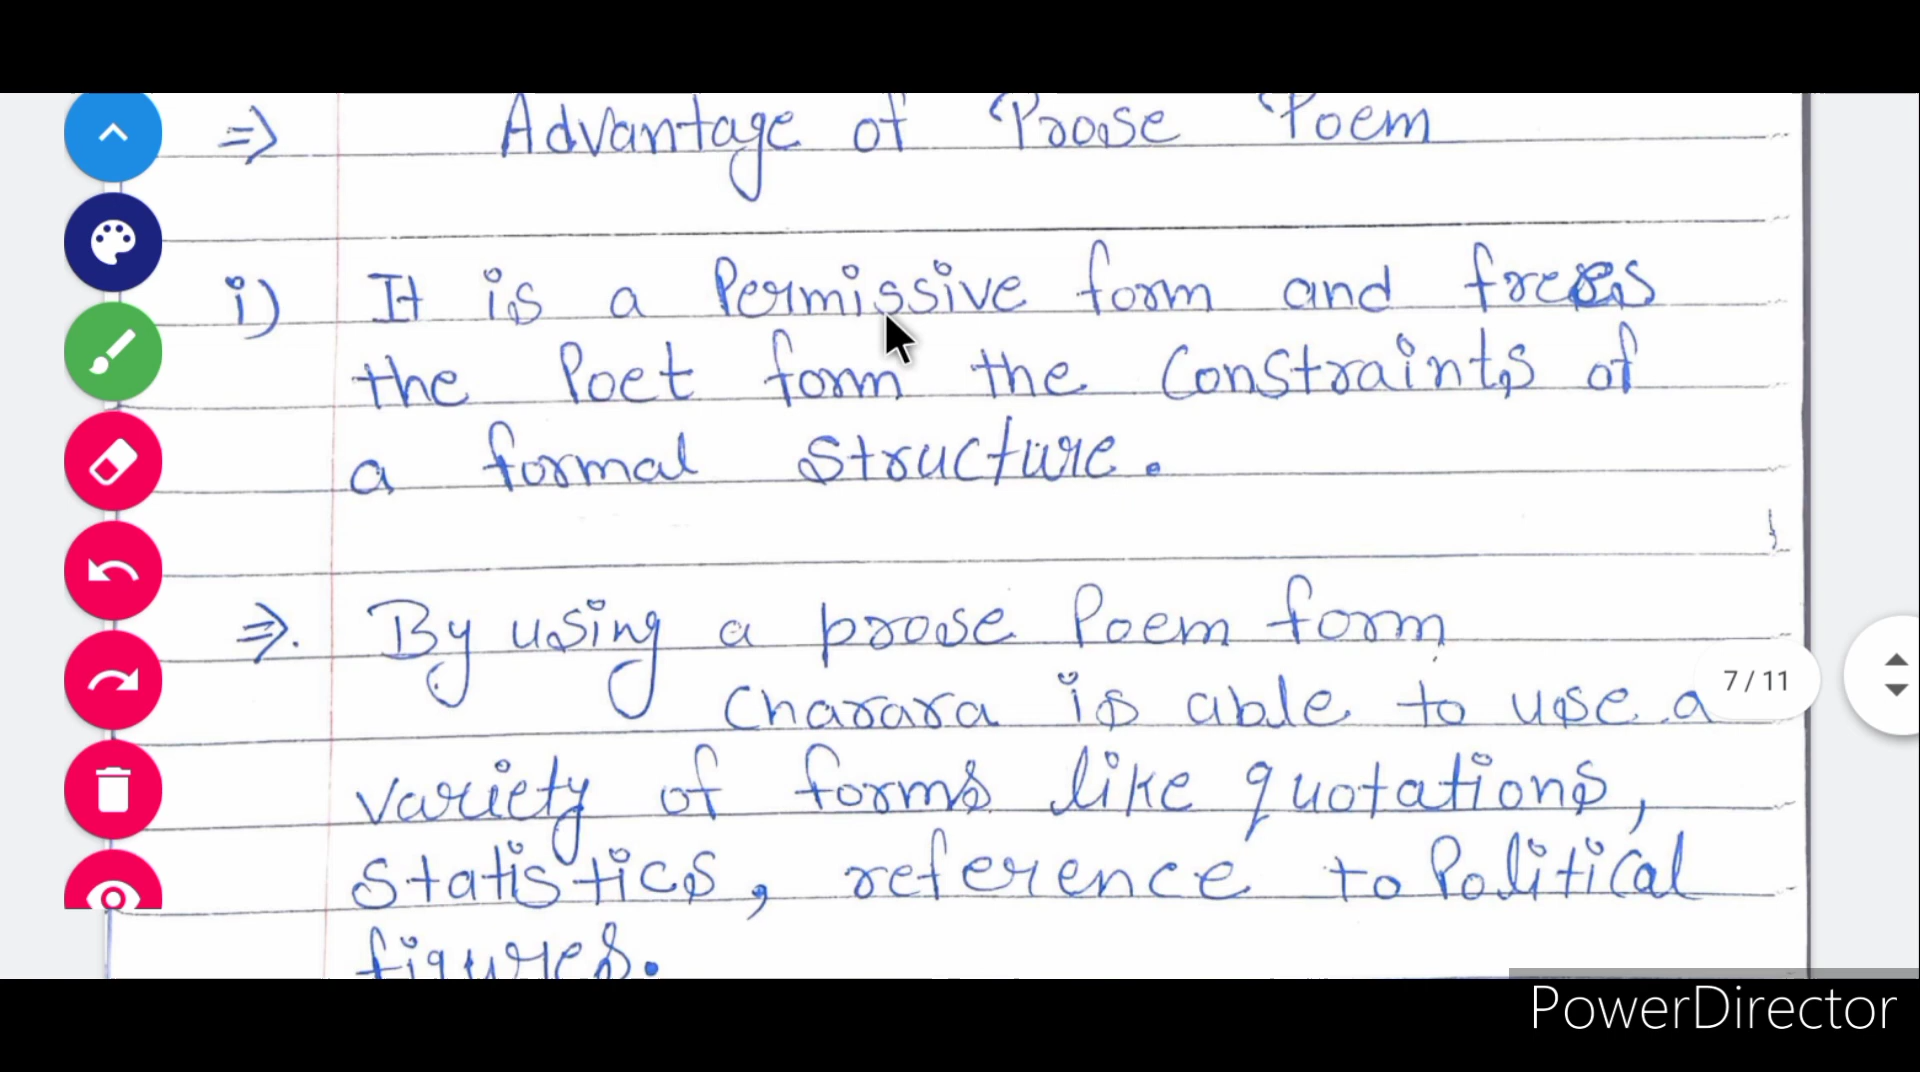 ⇒ Advantage of Prose Poem
i) It is a Permissive form and frees
the Poet form the Constraints of
a formal structure.
⇒. By using a prose Poem form
Charara is able to use a
7 / 11
variety of forms like quotations,
statistics, reference to Political
figures.
PowerDirector